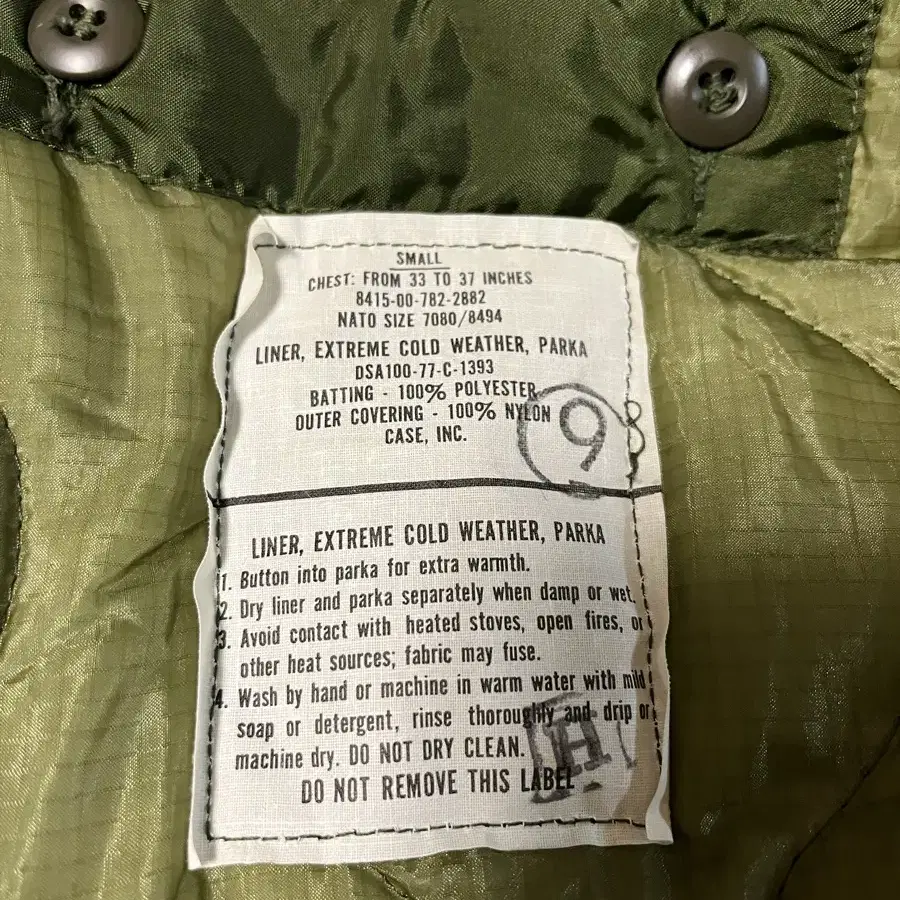 SMALL
CHEST: FROM 33 TO 37 INCHES
8415-00-782-2882
NATO SIZE 7080/8494
LINER, EXTREME COLD WEATHER, PARKA
DSA100-77-C-1393
BATTING - 100% POLYESTER
OUTER COVERING - 100% NYLON
CASE, INC.
9
LINER, EXTREME COLD WEATHER, PARKA
1. Button into parka for extra warmth.
2. Dry liner and parka separately when damp or wet.
3. Avoid contact with heated stoves, open fires, or
other heat sources; fabric may fuse.
4. Wash by hand or machine in warm water with mild
soap or detergent, rinse thoroughly and drip or
machine dry. DO NOT DRY CLEAN.
H
DO NOT REMOVE THIS LABEL